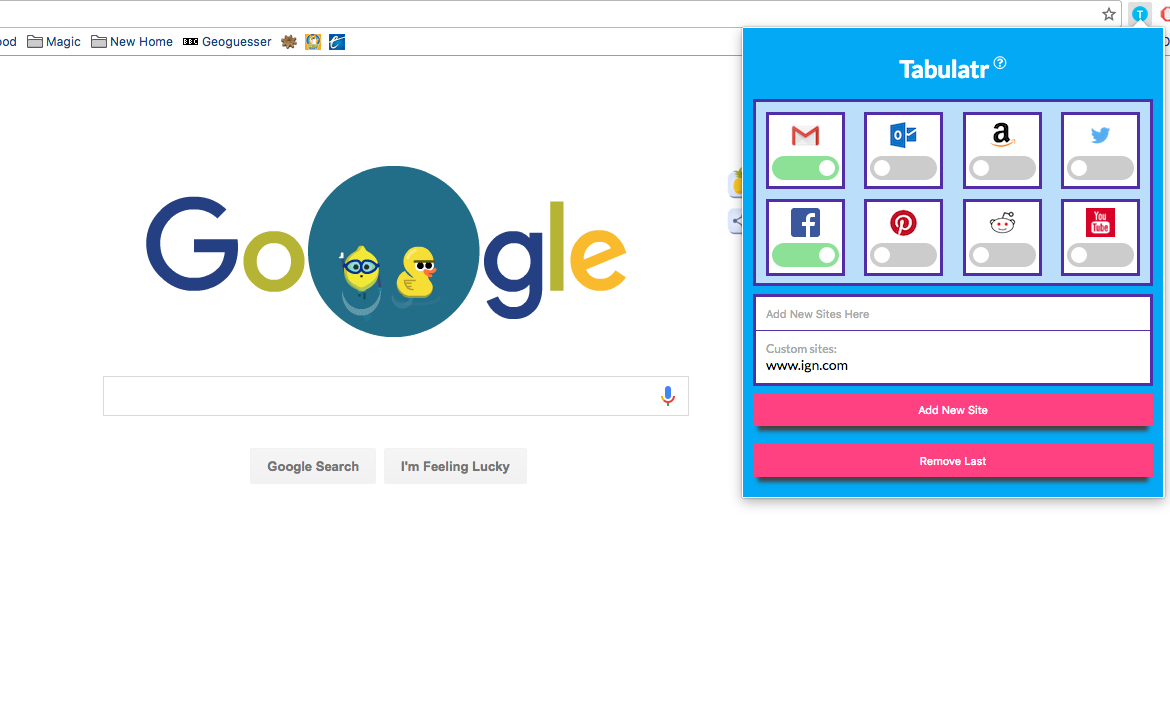 Magic
New Home
BBC Geoguesser
T
Tabulatr ?
O
a
f
You
Tube
Google
Add New Sites Here
Custom sites:
www.ign.com
Add New Site
Remove Last
Google Search
I'm Feeling Lucky